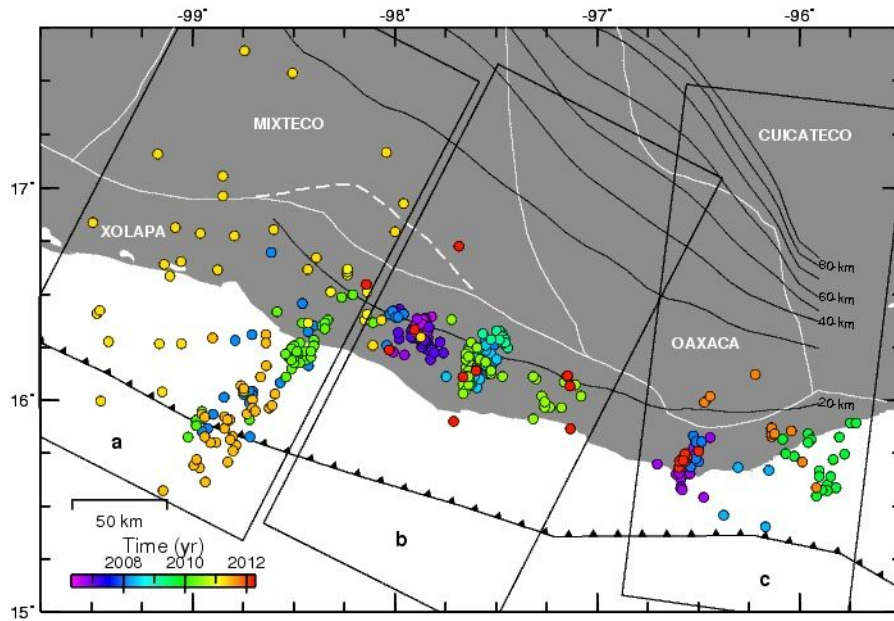 -99° -98° -97° -96°
MIXTECO
CUICATECO
17°
XOLAPA
80 km
60 km
40 km
OAXACA
16°
20 km
a
50 km
b
Time (yr)
2008 2010 2012
c
15°